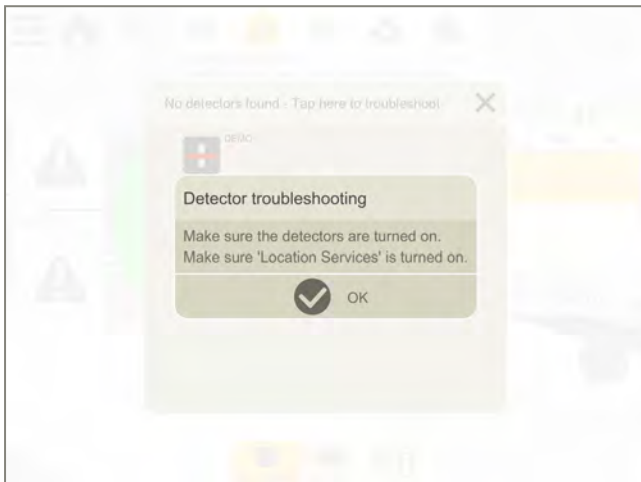 No detectors found - Tap here to troubleshoot
DEMO
Detector troubleshooting
Make sure the detectors are turned on.
Make sure 'Location Services' is turned on.
OK